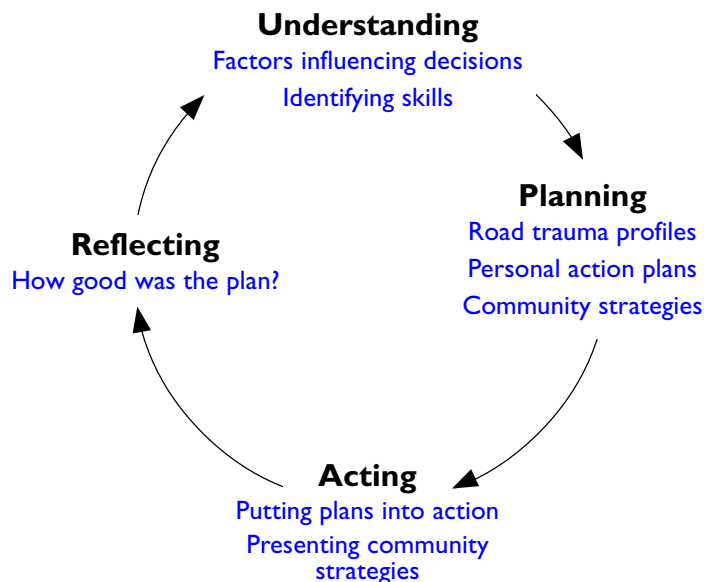 Understanding
Factors influencing decisions
Identifying skills
Planning
Road trauma profiles
Personal action plans
Community strategies
Reflecting
How good was the plan?
Acting
Putting plans into action
Presenting community
strategies